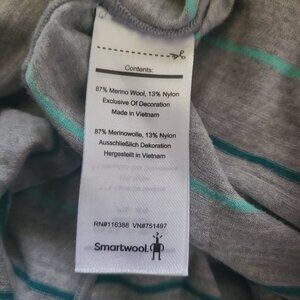 Contents:
87% Merino Wool, 13% Nylon
Exclusive Of Decoration
Made in Vietnam
87% Merinowolle, 13% Nylon
Ausschließlich Dekoration
Hergestellt in Vietnam
RN#116388 VN#751497
Smartwool